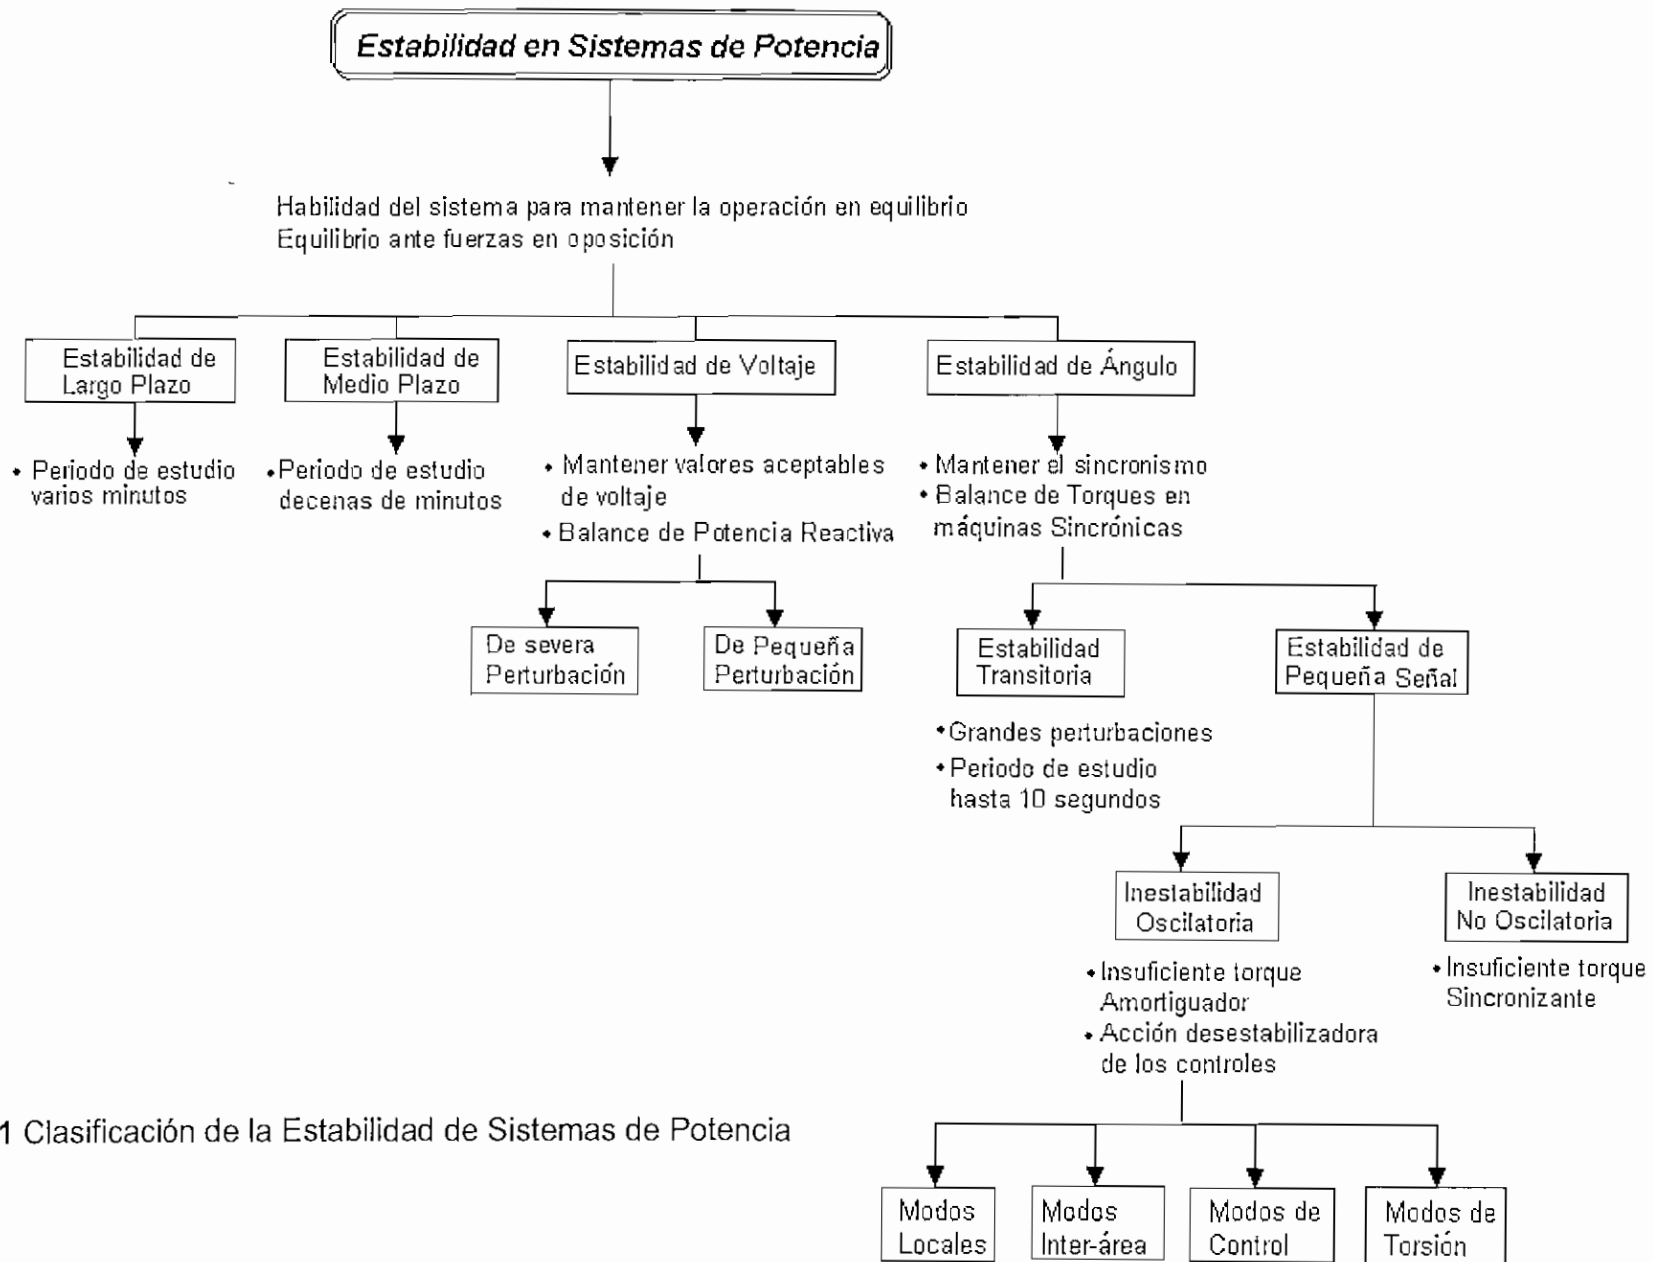 Estabilidad en Sistemas de Potencia
Habilidad del sistema para mantener la operación en equilibrio
Equilibrio ante fuerzas en oposición
Estabilidad de
Largo Plazo
• Periodo de estudio
varios minutos
Estabilidad de
Medio Plazo
• Periodo de estudio
decenas de minutos
Estabilidad de Voltaje
• Mantener valores aceptables
de voltaje
• Balance de Potencia Reactiva
De severa
Perturbación
De Pequeña
Perturbación
Estabilidad de Ángulo
• Mantener el sincronismo
• Balance de Torques en
máquinas Sincrónicas
Estabilidad
Transitoria
• Grandes perturbaciones
• Periodo de estudio
hasta 10 segundos
Estabilidad de
Pequeña Señal
Inestabilidad
Oscilatoria
• Insuficiente torque
Amortiguador
• Acción desestabilizadora
de los controles
Inestabilidad
No Oscilatoria
• Insuficiente torque
Sincronizante
Modos
Locales
Modos
Inter-área
Modos de
Control
Modos de
Torsión
1 Clasificación de la Estabilidad de Sistemas de Potencia